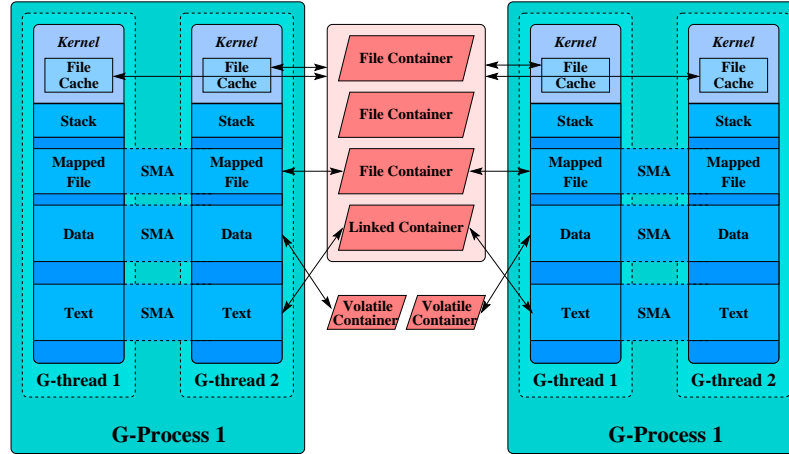 Kernel
File
Cache
Stack
Mapped
File
Data
Text
G-thread 1
SMA
SMA
SMA
Kernel
File
Cache
Stack
Mapped
File
Data
Text
G-thread 2
G-Process 1
File Container
File Container
File Container
Linked Container
Volatile
Container
Volatile
Container
Kernel
File
Cache
Stack
Mapped
File
Data
Text
G-thread 1
SMA
SMA
SMA
Kernel
File
Cache
Stack
Mapped
File
Data
Text
G-thread 2
G-Process 1